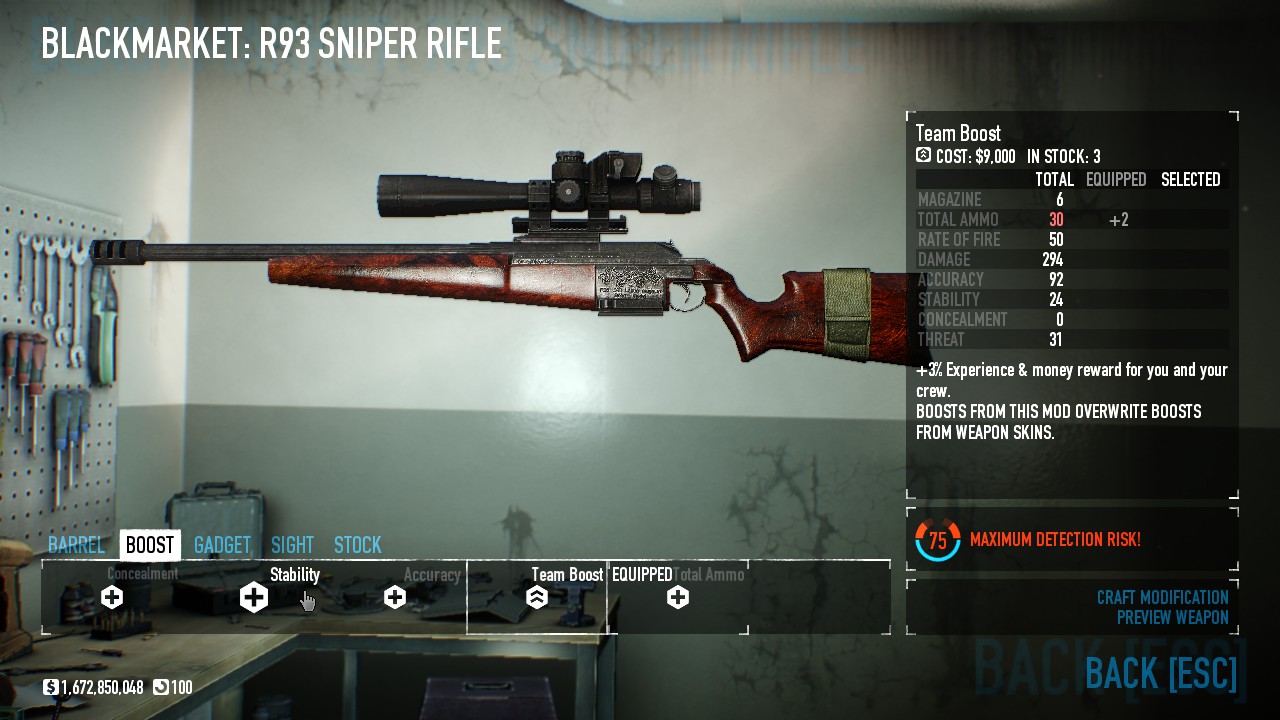 BLACKMARKET: R93 SNIPER RIFLE
Team Boost
COST: $9,000 IN STOCK: 3
TOTAL EQUIPPED SELECTED
MAGAZINE 6
TOTAL AMMO 30 +2
RATE OF FIRE 50
DAMAGE 294
ACCURACY 92
STABILITY 24
CONCEALMENT 0
THREAT 31
+3% Experience & money reward for you and your
crew.
BOOSTS FROM THIS MOD OVERWRITE BOOSTS
FROM WEAPON SKINS.
75 MAXIMUM DETECTION RISK!
BARREL BOOST GADGET SIGHT STOCK
Concealment Stability Accuracy Team Boost EQUIPPED Total Ammo
CRAFT MODIFICATION
PREVIEW WEAPON
BACK [ESC]
$ 1,672,850,048 100